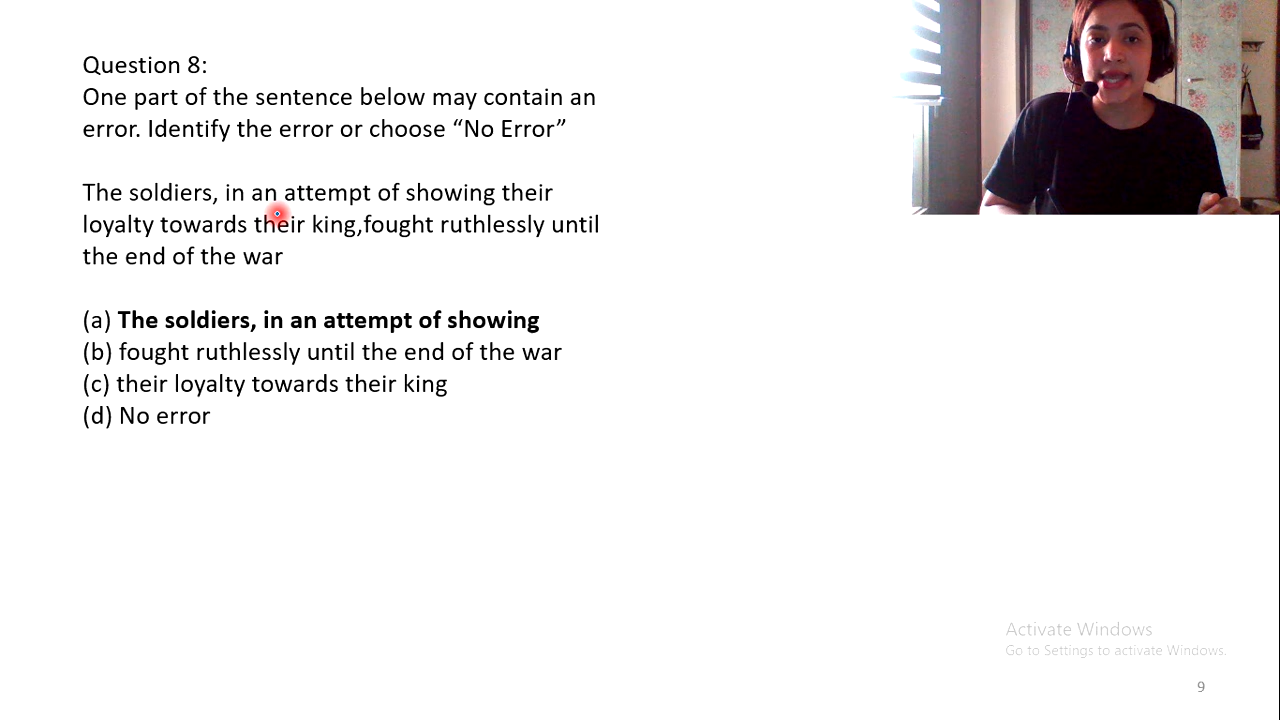 Question 8:
One part of the sentence below may contain an
error. Identify the error or choose “No Error”
The soldiers, in an attempt of showing their
loyalty towards their king,fought ruthlessly until
the end of the war
(a) The soldiers, in an attempt of showing
(b) fought ruthlessly until the end of the war
(c) their loyalty towards their king
(d) No error
Activate Windows
Go to Settings to activate Windows.
9